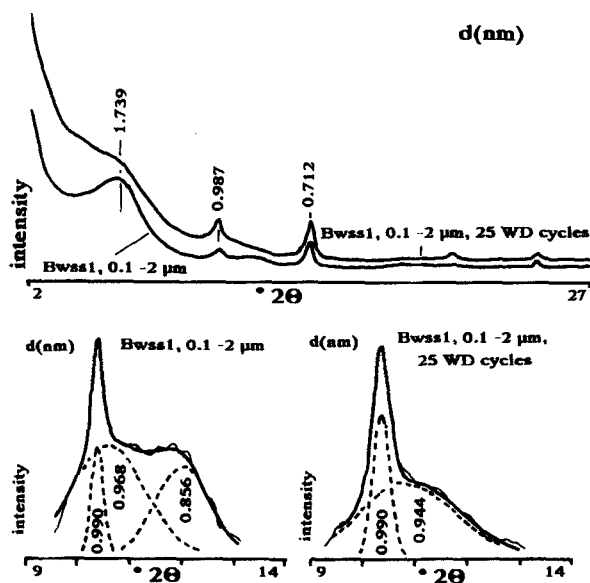 d(nm)
1.739
0.987
0.712
intensity
Bwss1, 0.1 -2 µm, 25 WD cycles
Bwss1, 0.1 -2 µm
2
° 2Θ
27
d(nm)
Bwss1, 0.1 -2 µm
intensity
0.990
0.968
0.856
9
° 2Θ
14
d(nm)
Bwss1, 0.1 -2 µm,
25 WD cycles
intensity
0.990
0.944
9
° 2Θ
14